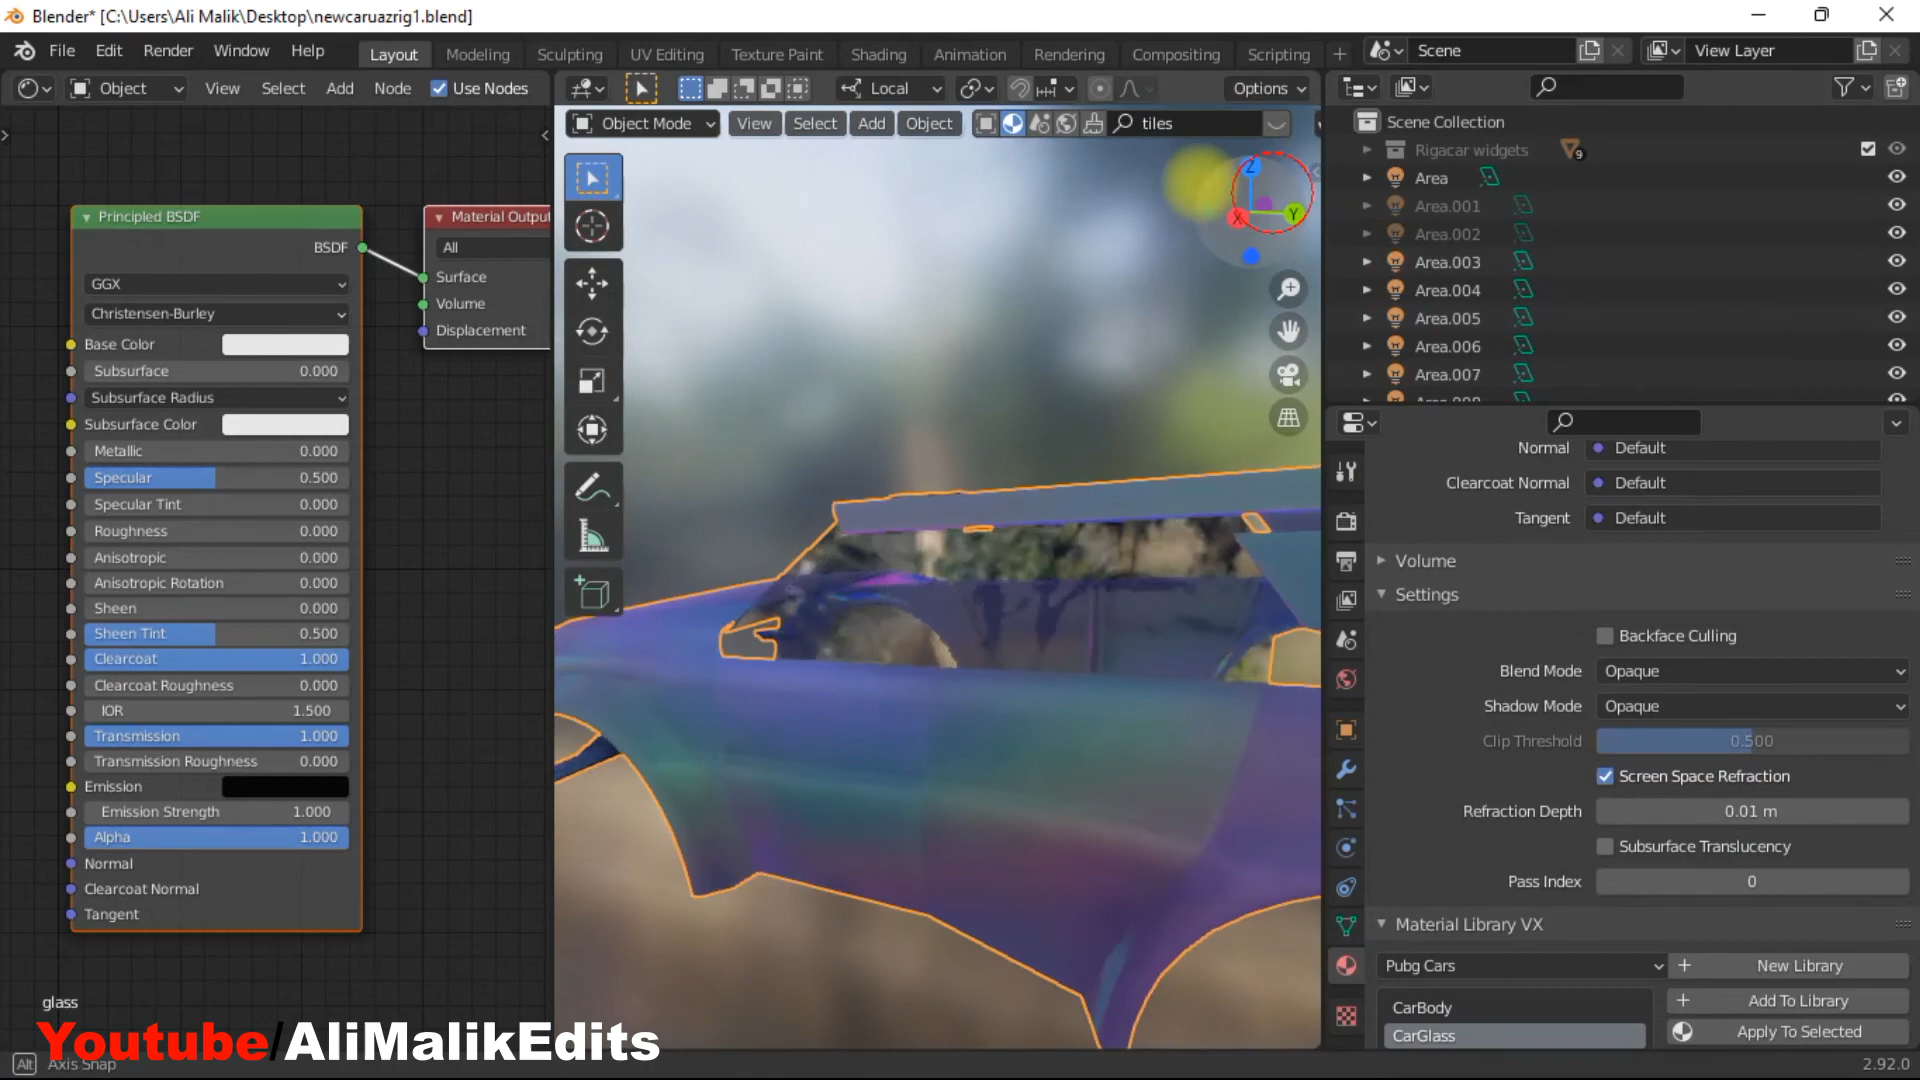 Blender* [C:\Users\Ali Malik\Desktop\newcaruazrig1.blend]
File Edit Render Window Help Layout Modeling Sculpting UV Editing Texture Paint Shading Animation Rendering Compositing Scripting + Scene View Layer
Object View Select Add Node Use Nodes Local Options
Object Mode View Select Add Object tiles
Z
X
Y
Principled BSDF
BSDF
GGX
Christensen-Burley
Base Color
Subsurface 0.000
Subsurface Radius
Subsurface Color
Metallic 0.000
Specular 0.500
Specular Tint 0.000
Roughness 0.000
Anisotropic 0.000
Anisotropic Rotation 0.000
Sheen 0.000
Sheen Tint 0.500
Clearcoat 1.000
Clearcoat Roughness 0.000
IOR 1.500
Transmission 1.000
Transmission Roughness 0.000
Emission
Emission Strength 1.000
Alpha 1.000
Normal
Clearcoat Normal
Tangent
Material Output
All
Surface
Volume
Displacement
glass
Youtube/AliMalikEdits
Alt Axis Snap
Scene Collection
Rigacar widgets 9
Area
Area.001
Area.002
Area.003
Area.004
Area.005
Area.006
Area.007
Normal Default
Clearcoat Normal Default
Tangent Default
Volume
Settings
Backface Culling
Blend Mode Opaque
Shadow Mode Opaque
Clip Threshold 0.500
Screen Space Refraction
Refraction Depth 0.01 m
Subsurface Translucency
Pass Index 0
Material Library VX
Pubg Cars + New Library
CarBody + Add To Library
CarGlass Apply To Selected
2.92.0